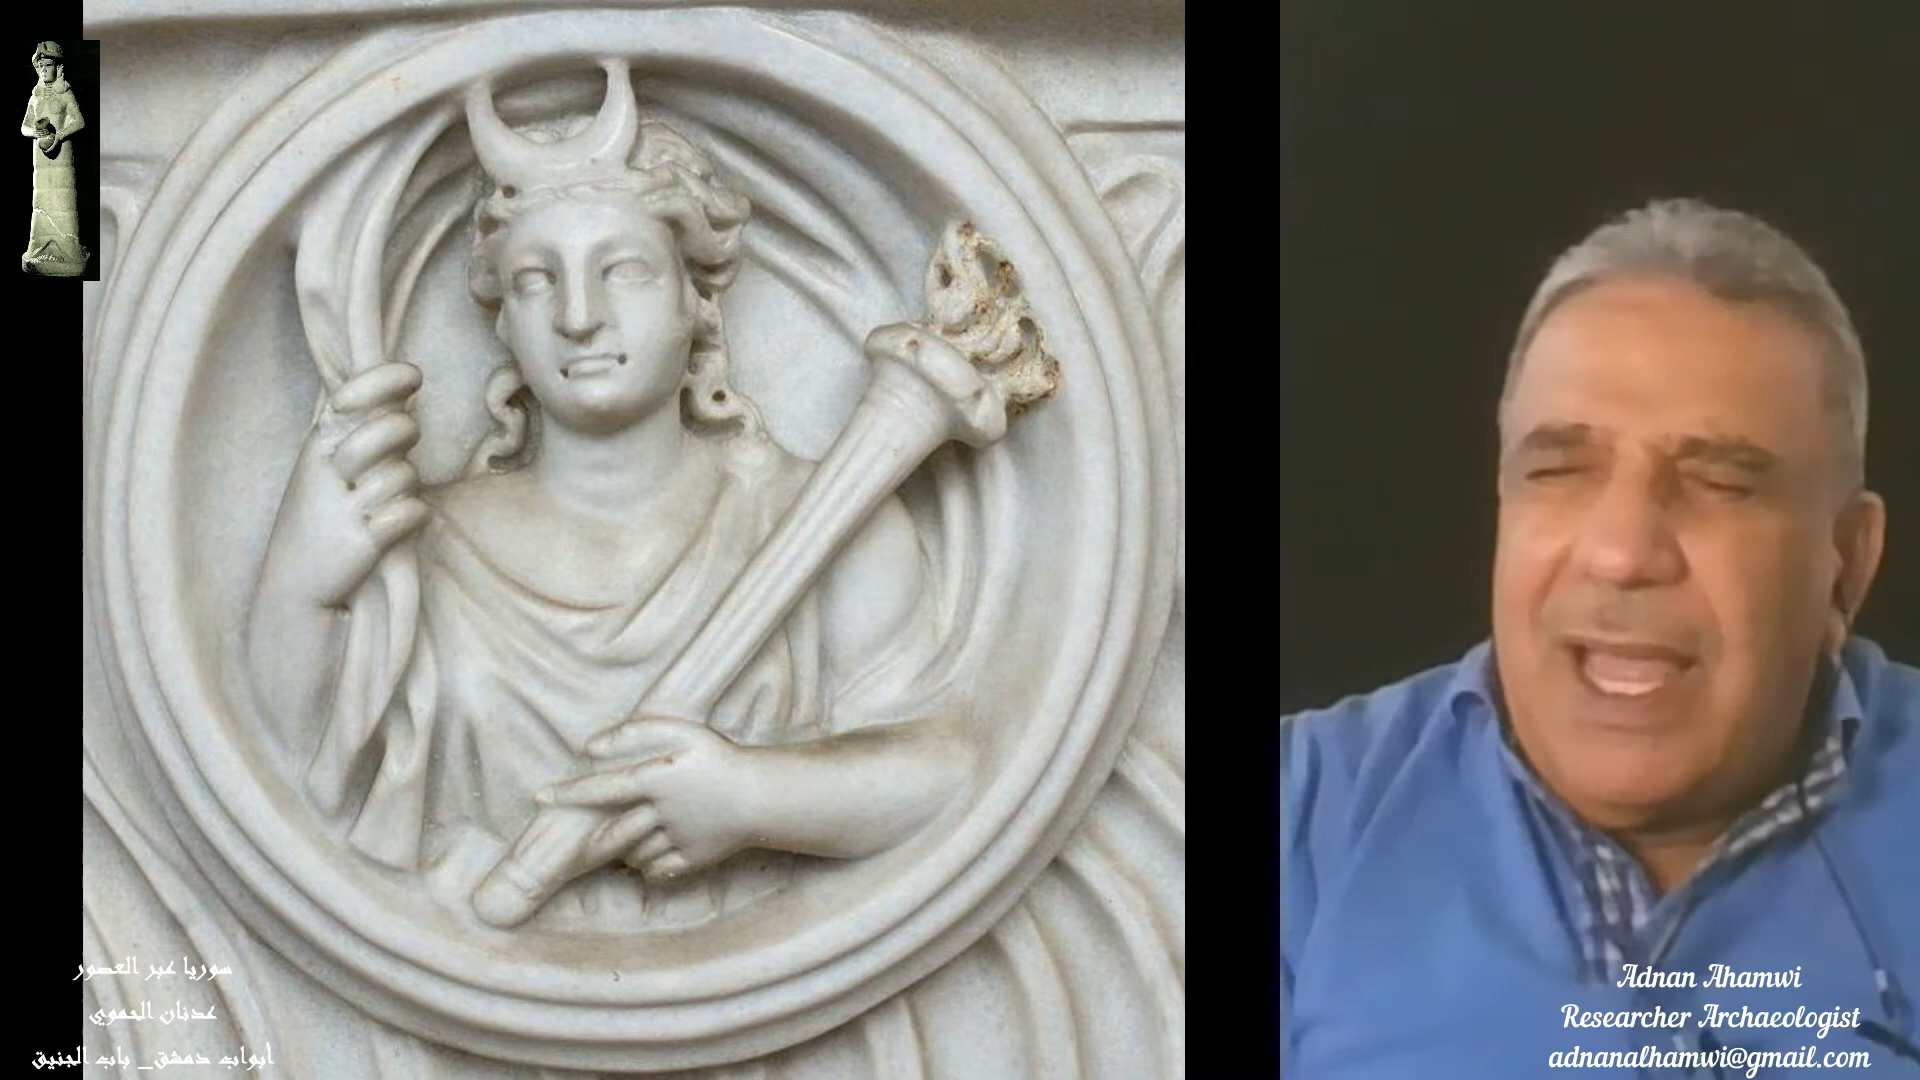 سوريا عبر العصور
عدنان الحموي
أبواب دمشق_ باب الجنيق
Adnan Ahamwi
Researcher Archaeologist
adnanalhamwi@gmail.com